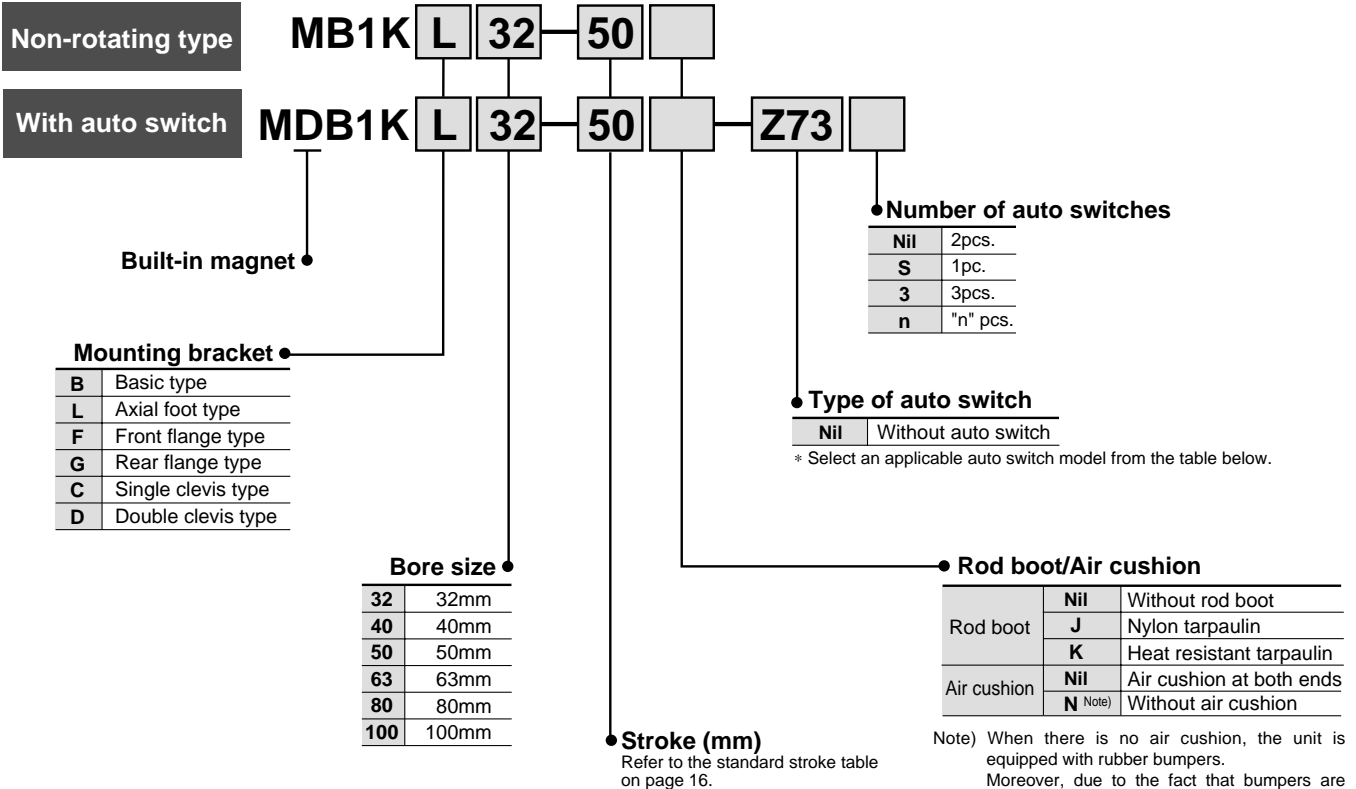 Non-rotating type MB1K L 32 — 50
With auto switch MDB1K L 32 — 50 — Z73
Number of auto switches
Nil 2pcs.
S 1pc.
3 3pcs.
n "n" pcs.
Built-in magnet
Mounting bracket
B Basic type
L Axial foot type
F Front flange type
G Rear flange type
C Single clevis type
D Double clevis type
Type of auto switch
Nil Without auto switch
* Select an applicable auto switch model from the table below.
Bore size
32 32mm
40 40mm
50 50mm
63 63mm
80 80mm
100 100mm
Stroke (mm)
Refer to the standard stroke table
on page 16.
Rod boot/Air cushion
Rod boot
Nil Without rod boot
J Nylon tarpaulin
K Heat resistant tarpaulin
Air cushion
Nil Air cushion at both ends
N Note) Without air cushion
Note) When there is no air cushion, the unit is
equipped with rubber bumpers.
Moreover, due to the fact that bumpers are